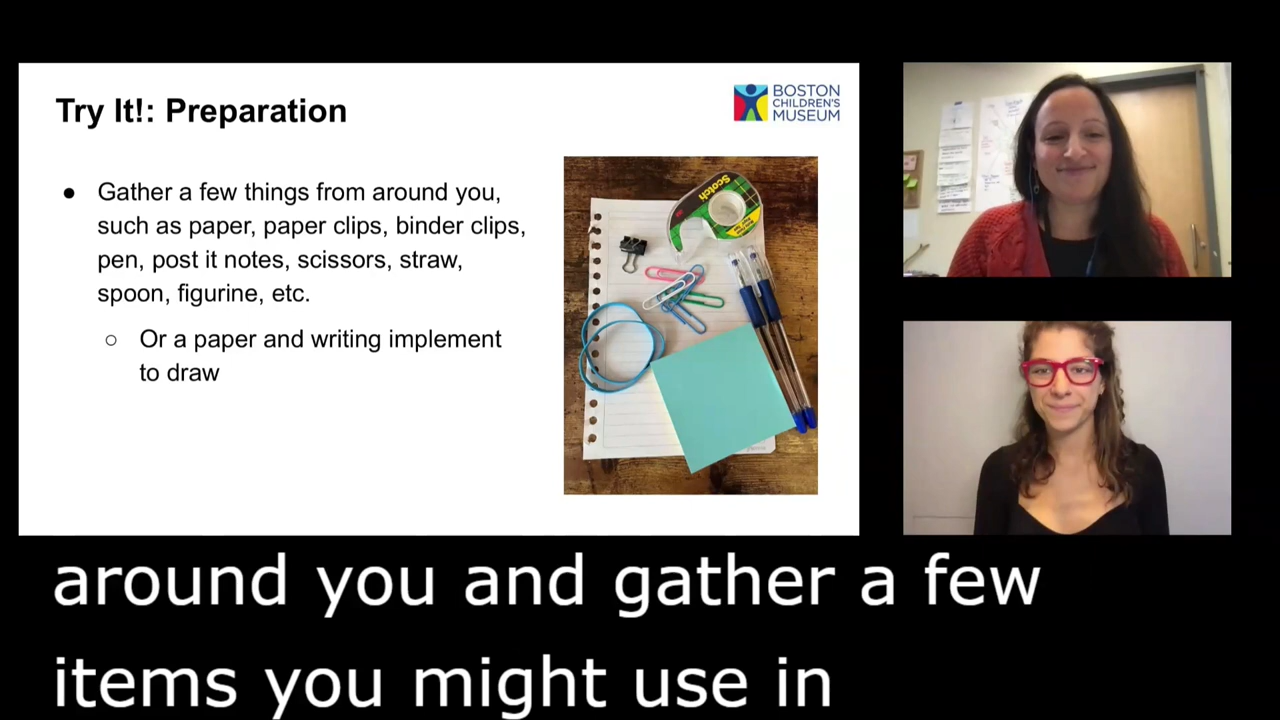 Try It!: Preparation
BOSTON
CHILDREN'S
MUSEUM
● Gather a few things from around you,
such as paper, paper clips, binder clips,
pen, post it notes, scissors, straw,
spoon, figurine, etc.
○ Or a paper and writing implement
to draw
Scotch
around you and gather a few
items you might use in